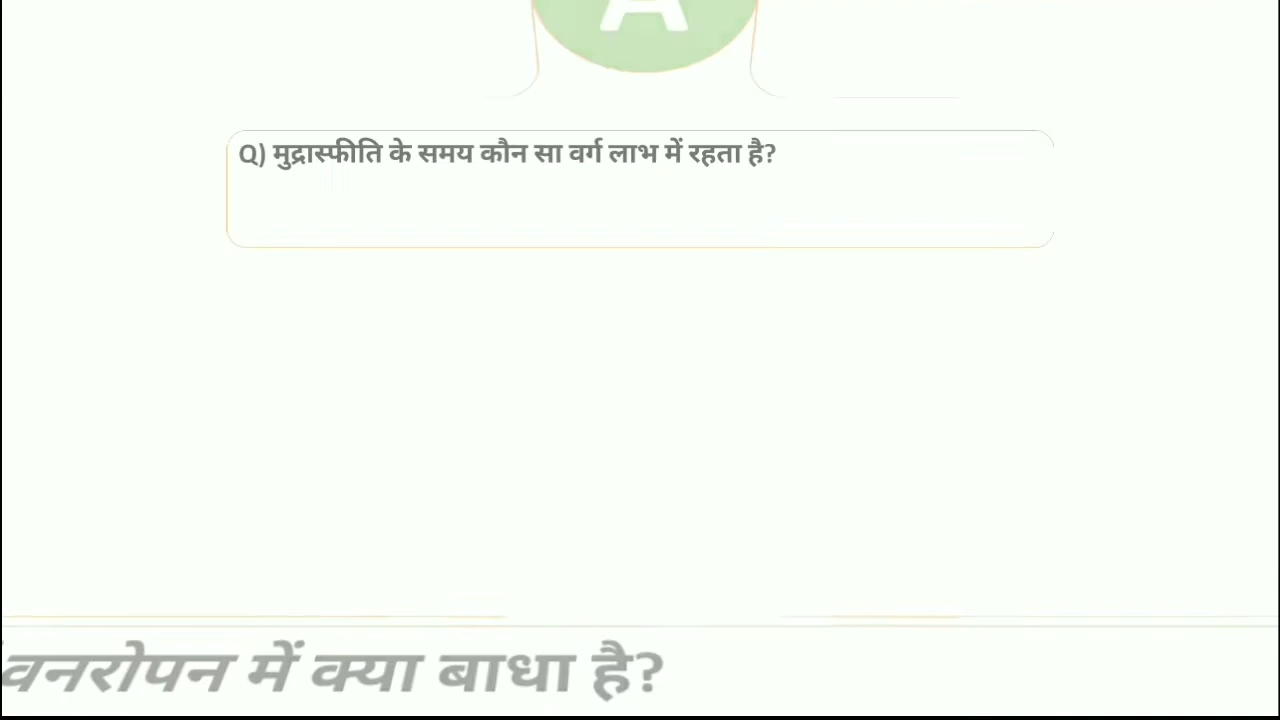 A
Q) मुद्रास्फीति के समय कौन सा वर्ग लाभ में रहता है?
वनरोपन में क्या बाधा है?